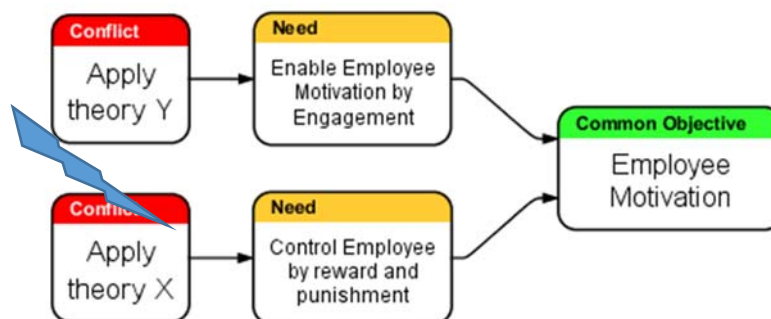 Conflict
Apply
theory Y
Need
Enable Employee
Motivation by
Engagement
Common Objective
Employee
Motivation
Conflict
Apply
theory X
Need
Control Employee
by reward and
punishment